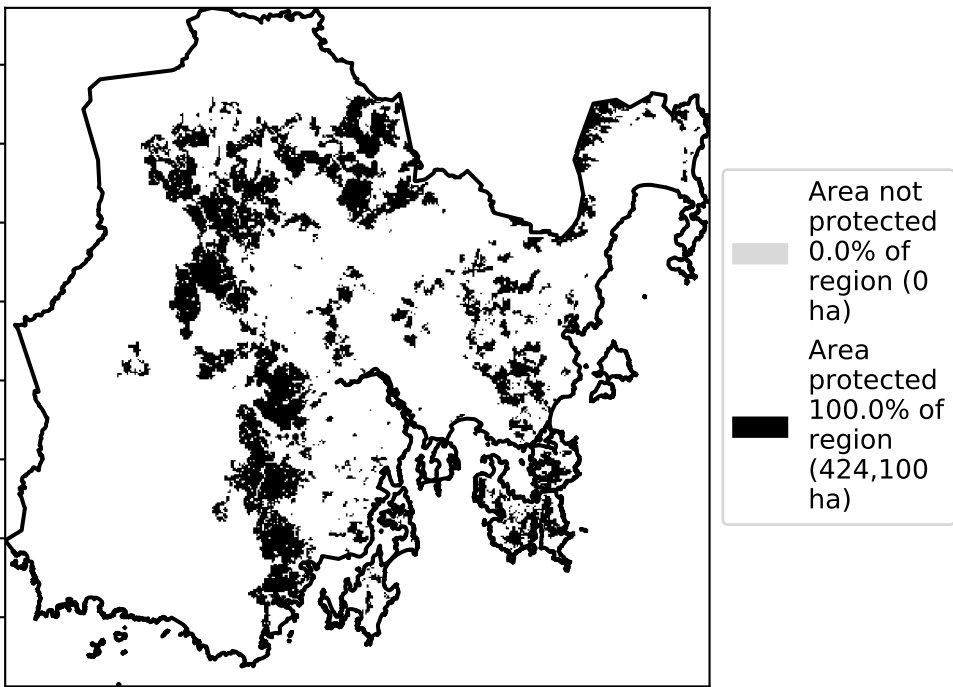 Area not
protected
0.0% of
region (0
ha)
Area
protected
100.0% of
region
(424,100
ha)